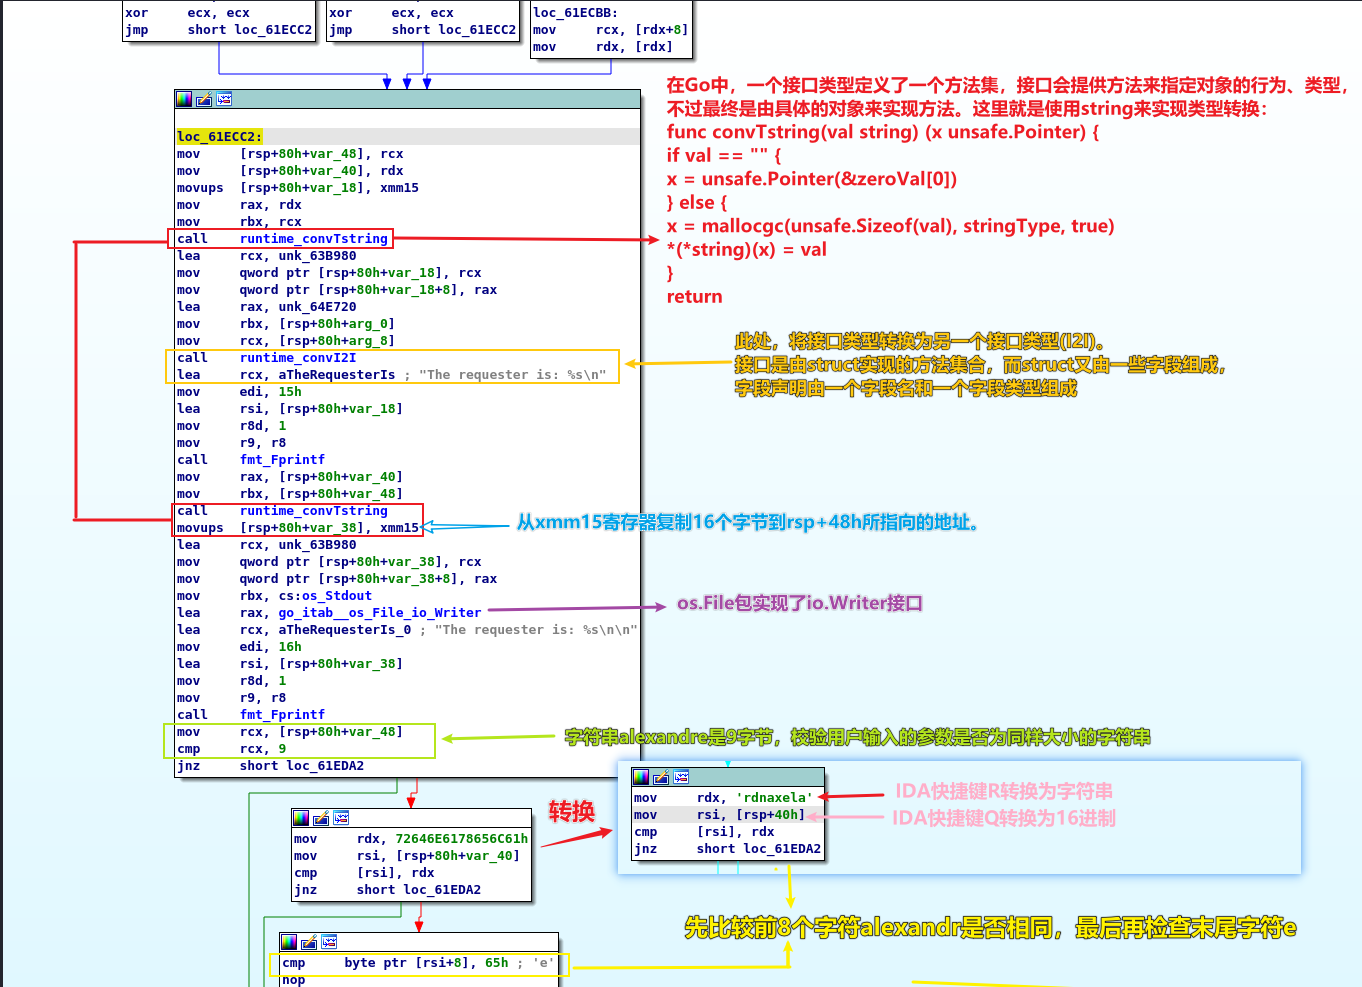 xor ecx, ecx
jmp short loc_61ECC2
xor ecx, ecx
jmp short loc_61ECC2
loc_61ECBB:
mov rcx, [rdx+8]
mov rdx, [rdx]
loc_61ECC2:
mov [rsp+80h+var_48], rcx
mov [rsp+80h+var_40], rdx
movups [rsp+80h+var_18], xmm15
mov rax, rdx
mov rbx, rcx
call runtime_convTstring
lea rcx, unk_63B980
mov qword ptr [rsp+80h+var_18], rcx
mov qword ptr [rsp+80h+var_18+8], rax
lea rax, unk_64E720
mov rbx, [rsp+80h+arg_0]
mov rcx, [rsp+80h+arg_8]
call runtime_convI2I
lea rcx, aTheRequesterIs ; "The requester is: %s\n"
mov edi, 15h
lea rsi, [rsp+80h+var_18]
mov r8d, 1
mov r9, r8
call fmt_Fprintf
mov rax, [rsp+80h+var_40]
mov rbx, [rsp+80h+var_48]
call runtime_convTstring
movups [rsp+80h+var_38], xmm15
lea rcx, unk_63B980
mov qword ptr [rsp+80h+var_38], rcx
mov qword ptr [rsp+80h+var_38+8], rax
mov rbx, cs:os_Stdout
lea rax, go_itab__os_File_io_Writer
lea rcx, aTheRequesterIs_0 ; "The requester is: %s\n\n"
mov edi, 16h
lea rsi, [rsp+80h+var_38]
mov r8d, 1
mov r9, r8
call fmt_Fprintf
mov rcx, [rsp+80h+var_48]
cmp rcx, 9
jnz short loc_61EDA2
在Go中，一个接口类型定义了一个方法集，接口会提供方法来指定对象的行为、类型，
不过最终是由具体的对象来实现方法。这里就是使用string来实现类型转换：
func convTstring(val string) (x unsafe.Pointer) {
if val == "" {
x = unsafe.Pointer(&zeroVal[0])
} else {
x = mallocgc(unsafe.Sizeof(val), stringType, true)
*(*string)(x) = val
}
return
此处，将接口类型转换为另一个接口类型(I2I)。
接口是由struct实现的方法集合，而struct又由一些字段组成，
字段声明由一个字段名和一个字段类型组成
从xmm15寄存器复制16个字节到rsp+48h所指向的地址。
os.File包实现了io.Writer接口
字符串alexandre是9字节，校验用户输入的参数是否为同样大小的字符串
mov rdx, 72646E6178656C61h
mov rsi, [rsp+80h+var_40]
cmp [rsi], rdx
jnz short loc_61EDA2
转换
mov rdx, 'rdnaxela'
mov rsi, [rsp+40h]
cmp [rsi], rdx
jnz short loc_61EDA2
IDA快捷键R转换为字符串
IDA快捷键Q转换为16进制
先比较前8个字符alexandr是否相同，最后再检查末尾字符e
cmp byte ptr [rsi+8], 65h ; 'e'
nop